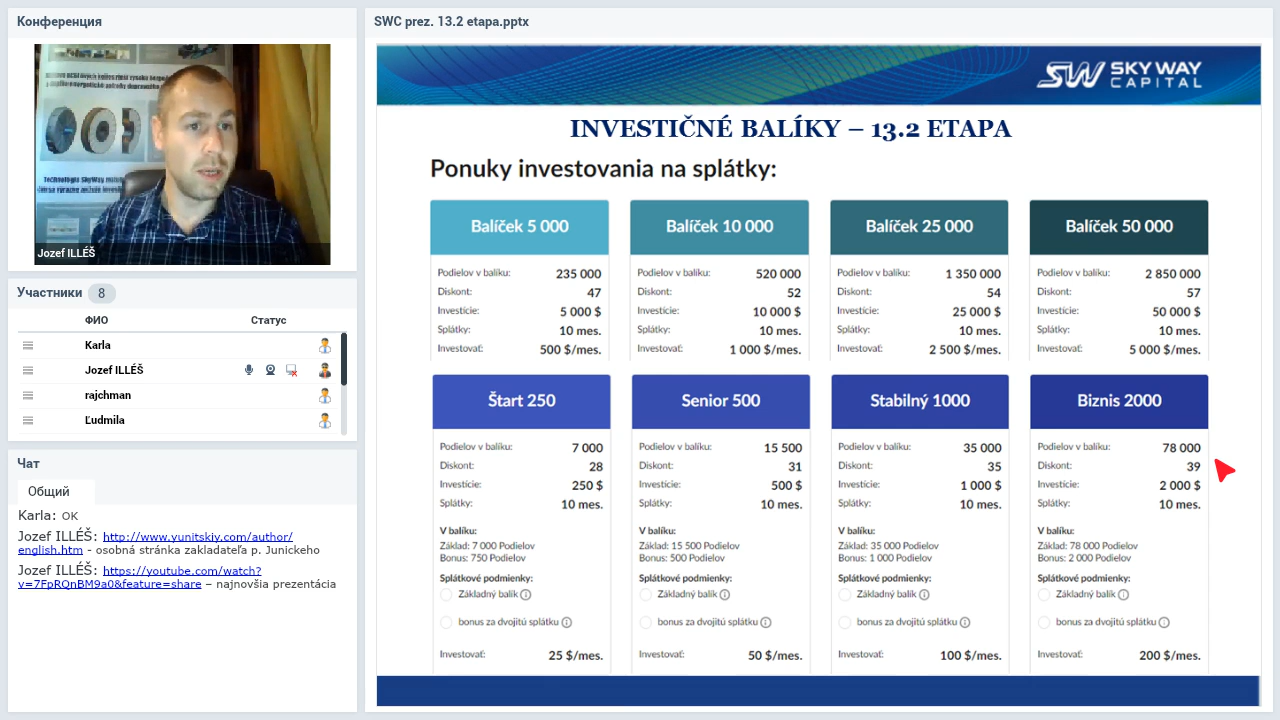 Конференция
Jozef ILLÉŠ
Участники 8
ФИО Статус
Karla
Jozef ILLÉŠ
rajchman
Ľudmila
Чат
Общий
Karla: OK
Jozef ILLÉŠ: http://www.yunitskiy.com/author/
english.htm - osobná stránka zakladateľa p. Junickeho
Jozef ILLÉŠ: https://youtube.com/watch?
v=7FpRQnBM9a0&feature=share – najnovšia prezentácia
SWC prez. 13.2 etapa.pptx
SW SKY WAY
CAPITAL
INVESTIČNÉ BALÍKY – 13.2 ETAPA
Ponuky investovania na splátky:
Balíček 5 000
Podielov v balíku: 235 000
Diskont: 47
Investície: 5 000 $
Splátky: 10 mes.
Investovať: 500 $/mes.
Balíček 10 000
Podielov v balíku: 520 000
Diskont: 52
Investície: 10 000 $
Splátky: 10 mes.
Investovať: 1 000 $/mes.
Balíček 25 000
Podielov v balíku: 1 350 000
Diskont: 54
Investície: 25 000 $
Splátky: 10 mes.
Investovať: 2 500 $/mes.
Balíček 50 000
Podielov v balíku: 2 850 000
Diskont: 57
Investície: 50 000 $
Splátky: 10 mes.
Investovať: 5 000 $/mes.
Štart 250
Podielov v balíku: 7 000
Diskont: 28
Investície: 250 $
Splátky: 10 mes.
V balíku:
Základ: 7 000 Podielov
Bonus: 750 Podielov
Splátkové podmienky:
Základný balík
bonus za dvojitú splátku
Investovať: 25 $/mes.
Senior 500
Podielov v balíku: 15 500
Diskont: 31
Investície: 500 $
Splátky: 10 mes.
V balíku:
Základ: 15 500 Podielov
Bonus: 500 Podielov
Splátkové podmienky:
Základný balík
bonus za dvojitú splátku
Investovať: 50 $/mes.
Stabilný 1000
Podielov v balíku: 35 000
Diskont: 35
Investície: 1 000 $
Splátky: 10 mes.
V balíku:
Základ: 35 000 Podielov
Bonus: 1 000 Podielov
Splátkové podmienky:
Základný balík
bonus za dvojitú splátku
Investovať: 100 $/mes.
Biznis 2000
Podielov v balíku: 78 000
Diskont: 39
Investície: 2 000 $
Splátky: 10 mes.
V balíku:
Základ: 78 000 Podielov
Bonus: 2 000 Podielov
Splátkové podmienky:
Základný balík
bonus za dvojitú splátku
Investovať: 200 $/mes.